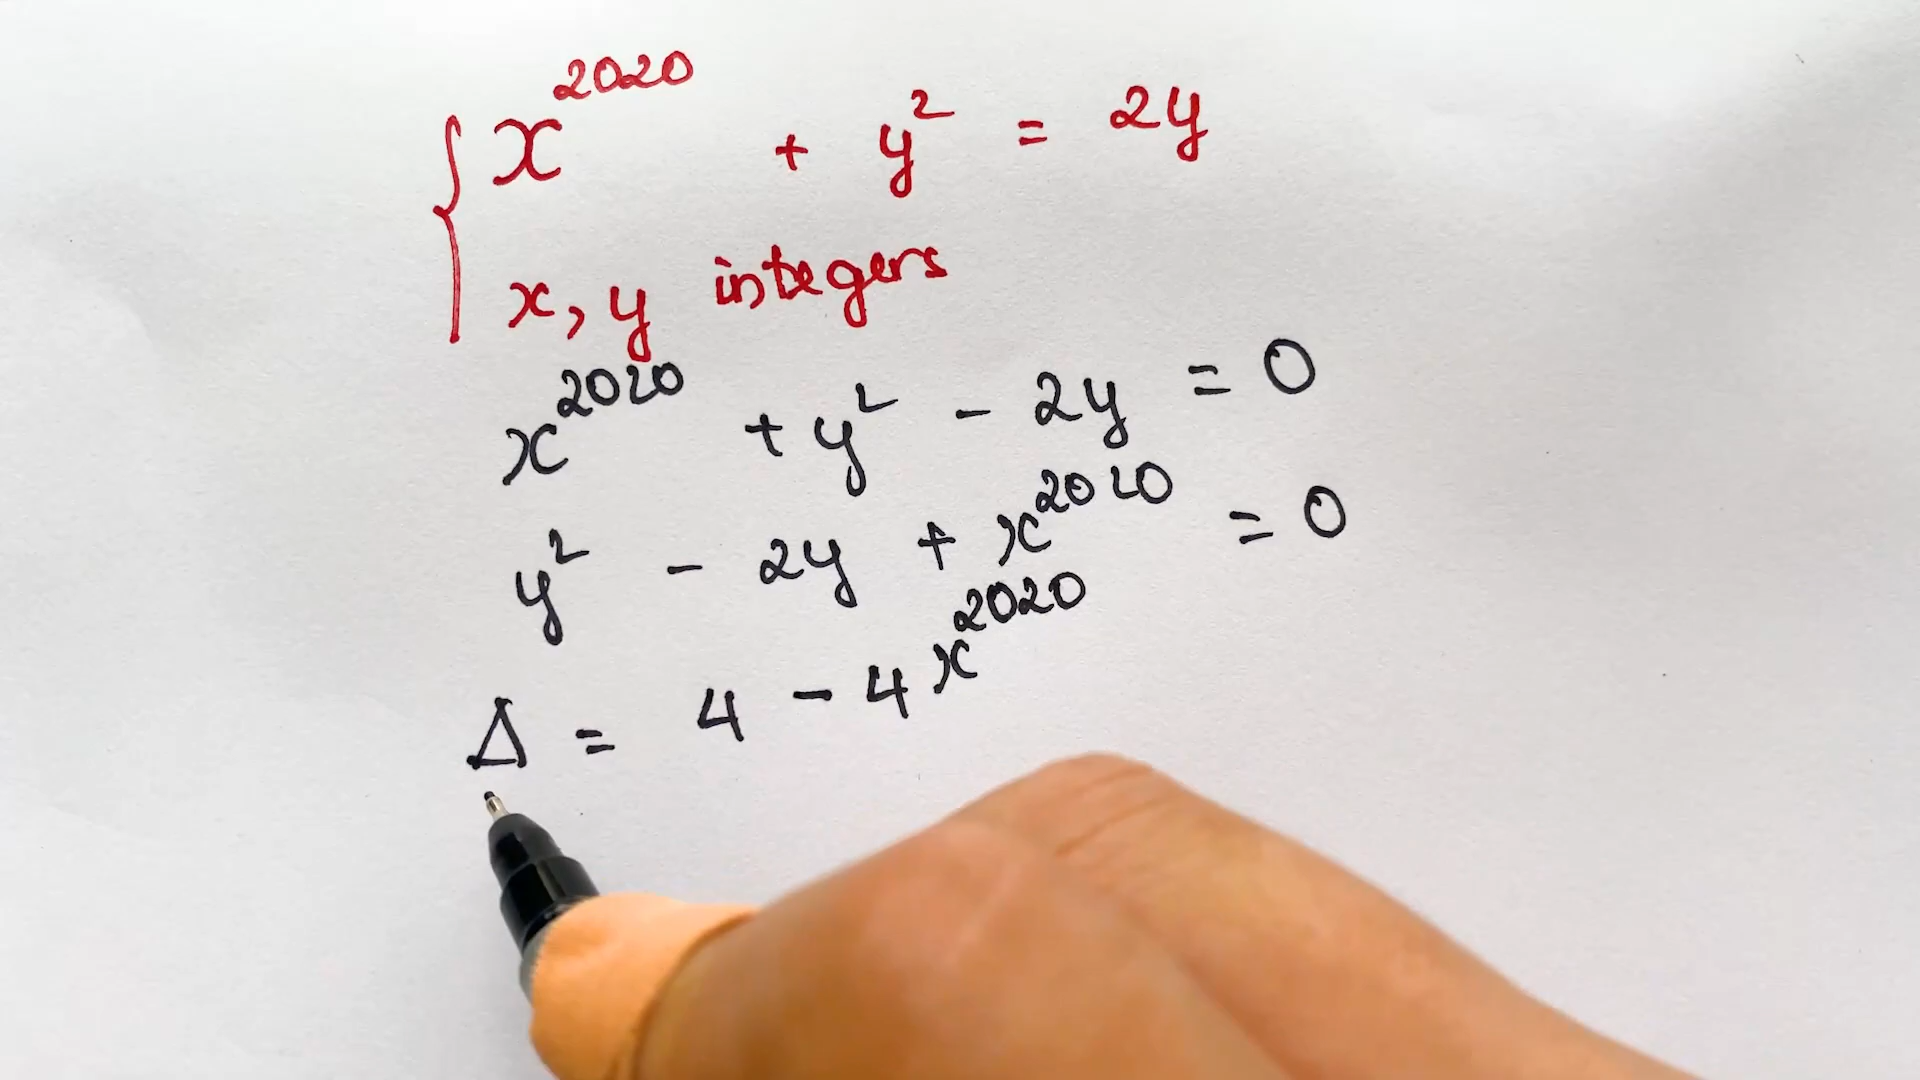 x^2020 + y^2 = 2y
x, y integers
x^2020 + y^2 - 2y = 0
y^2 - 2y + x^2020 = 0
Δ = 4 - 4x^2020